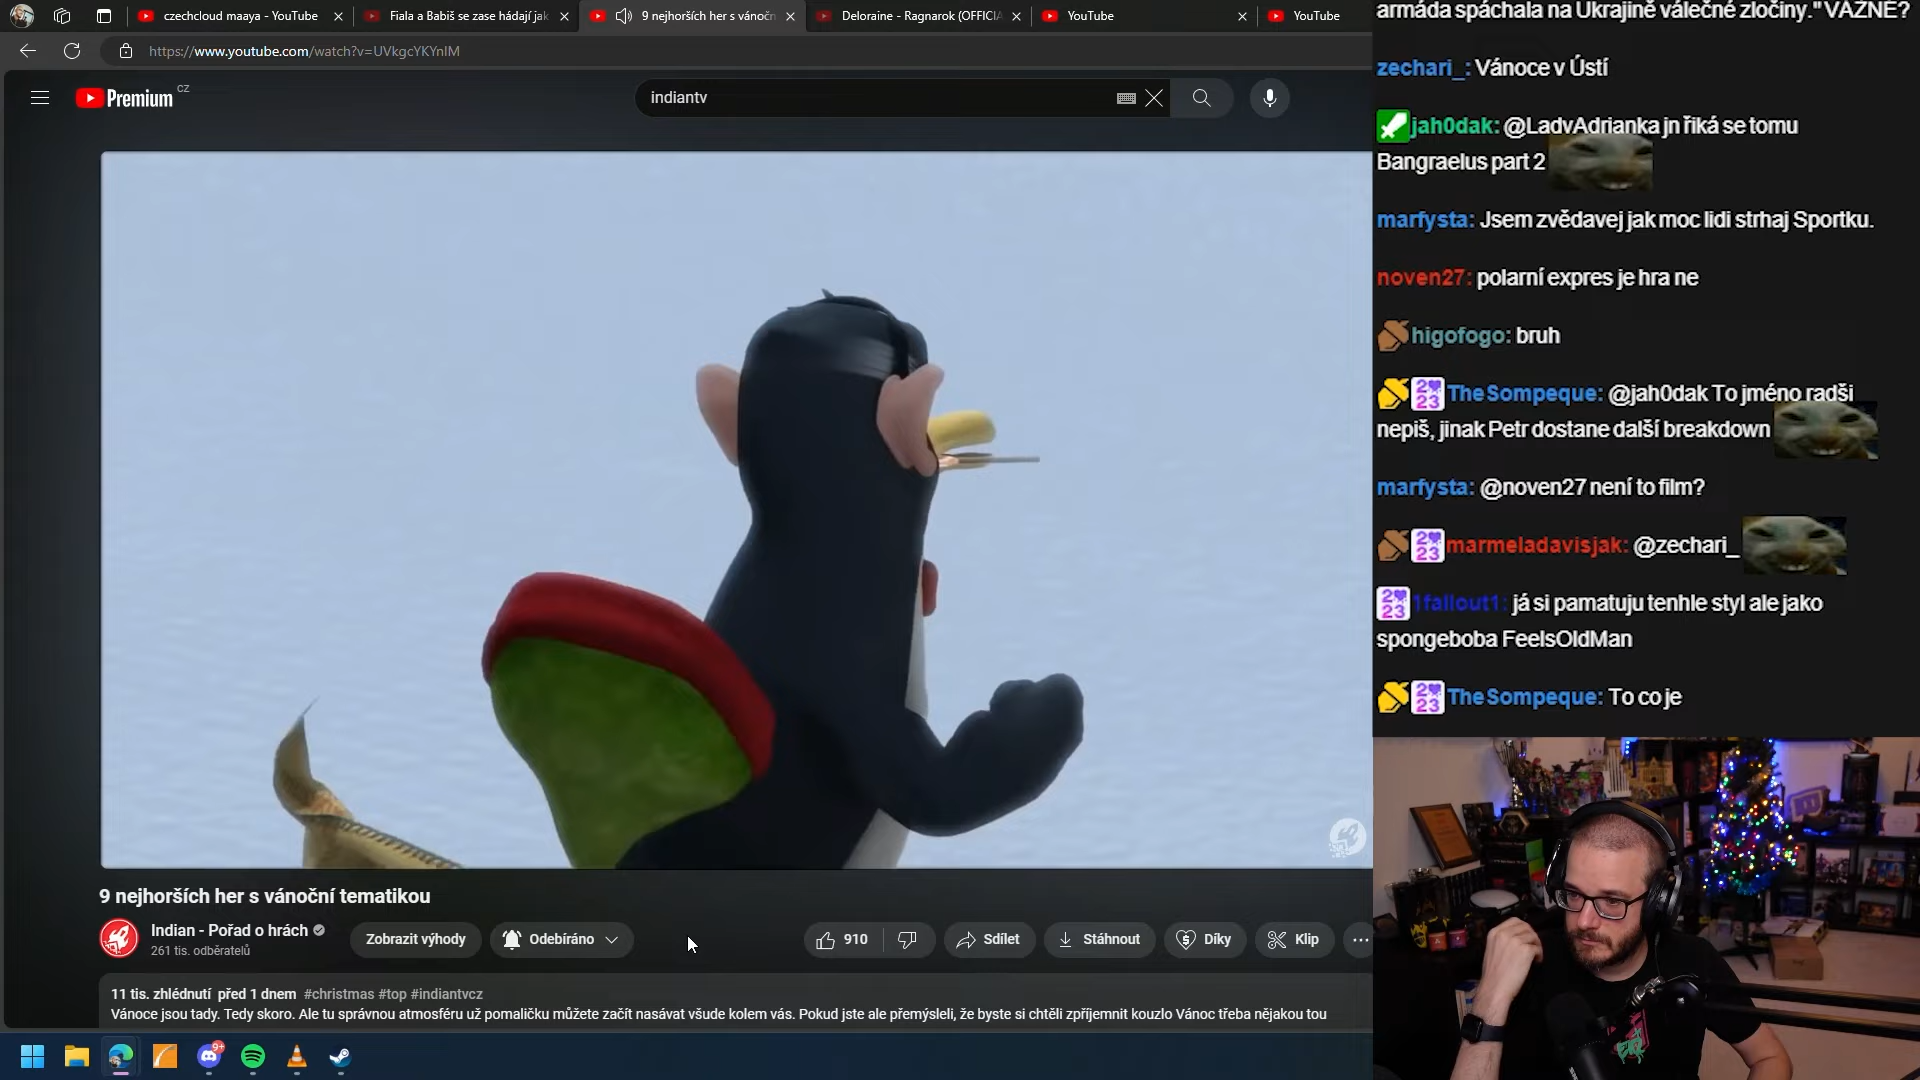 czechcloud maaya - YouTube
Fiala a Babiš se zase hádají jak
9 nejhorších her s vánočn
Deloraine - Ragnarok (OFFICIA
YouTube
YouTube
https://www.youtube.com/watch?v=UVkgcYKYnIM
Premium CZ
indiantv
9 nejhorších her s vánoční tematikou
Indian - Pořad o hrách
261 tis. odběratelů
Zobrazit výhody
Odebíráno
910
Sdílet
Stáhnout
Díky
Klip
11 tis. zhlédnutí před 1 dnem #christmas #top #indiantvcz
Vánoce jsou tady. Tedy skoro. Ale tu správnou atmosféru už pomaličku můžete začít nasávat všude kolem vás. Pokud jste ale přemýšleli, že byste si chtěli zpříjemnit kouzlo Vánoc třeba nějakou tou
9+
armáda spáchala na Ukrajině válečné zločiny." VÁŽNĚ?
zechari_: Vánoce v Ústí
jah0dak: @LadyAdrianka jn řiká se tomu
Bangraelus part 2
marfysta: Jsem zvědavej jak moc lidi strhaj Sportku.
noven27: polarní expres je hra ne
higofogo: bruh
2023 TheSompeque: @jah0dak To jméno radši
nepiš, jinak Petr dostane další breakdown
marfysta: @noven27 není to film?
2023 marmeladavisjak: @zechari_
2023 1fallout1: já si pamatuju tenhle styl ale jako
spongeboba FeelsOldMan
2023 TheSompeque: To co je